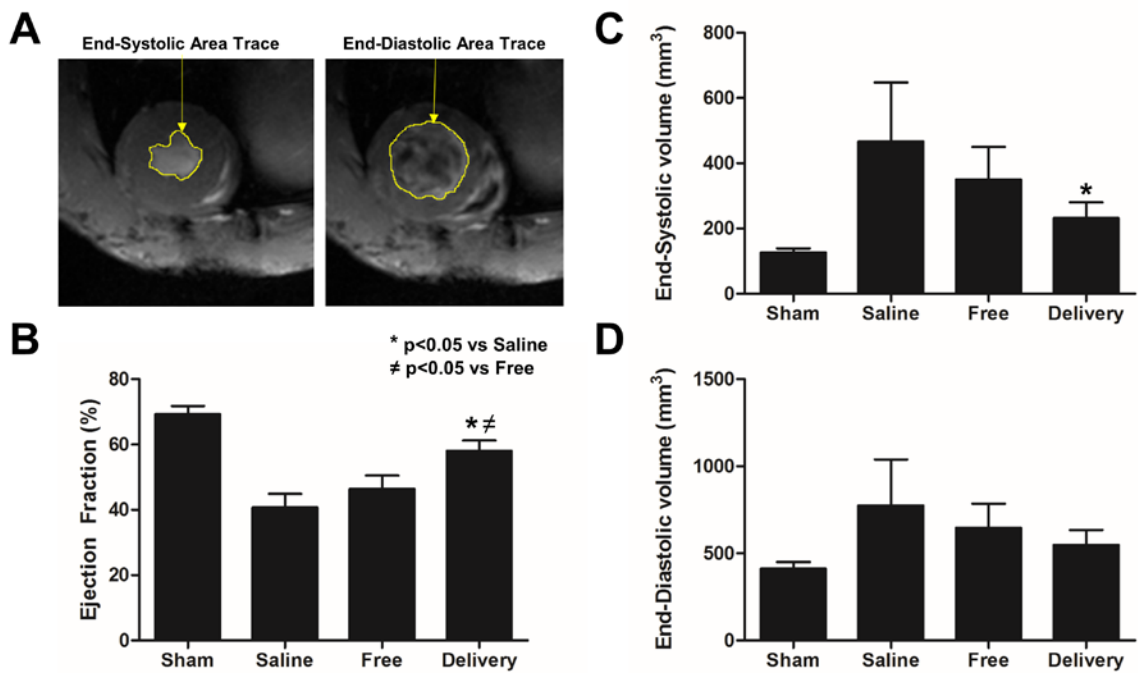 A
End-Systolic Area Trace
End-Diastolic Area Trace
B
* p<0.05 vs Saline
≠ p<0.05 vs Free
Ejection Fraction (%)
80
60
40
20
0
* ≠
Sham Saline Free Delivery
C
End-Systolic volume (mm³)
800
600
400
200
0
*
Sham Saline Free Delivery
D
End-Diastolic volume (mm³)
1500
1000
500
0
Sham Saline Free Delivery